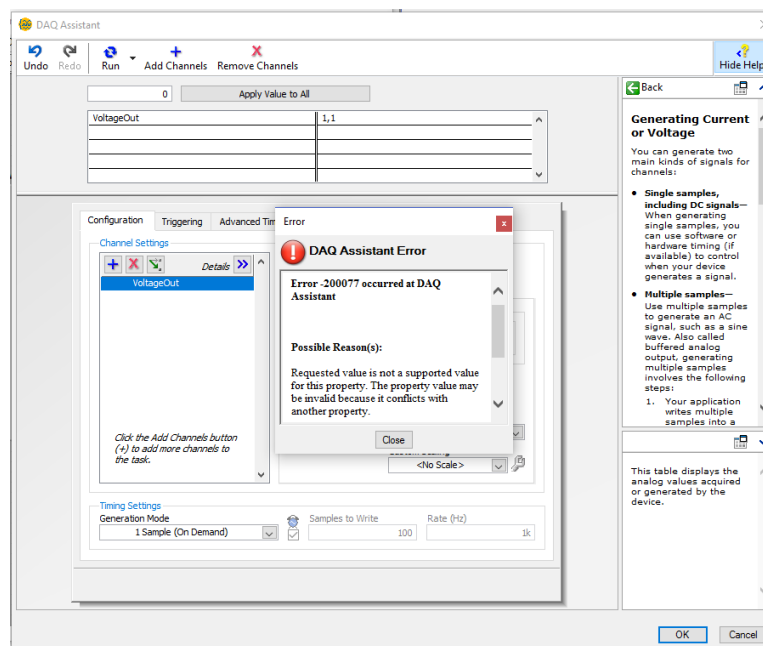 DAQ Assistant
Undo Redo Run Add Channels Remove Channels Hide Help
0 Apply Value to All
VoltageOut 1,1
Configuration Triggering Advanced Tim
Channel Settings
Details
VoltageOut
Click the Add Channels button
(+) to add more channels to
the task.
Error
DAQ Assistant Error
Error -200077 occurred at DAQ
Assistant
Possible Reason(s):
Requested value is not a supported value
for this property. The property value may
be invalid because it conflicts with
another property.
Close
<No Scale>
Timing Settings
Generation Mode Samples to Write Rate (Hz)
1 Sample (On Demand) 100 1k
Back
Generating Current
or Voltage
You can generate two
main kinds of signals for
channels:
• Single samples,
including DC signals—
When generating
single samples, you
can use software or
hardware timing (if
available) to control
when your device
generates a signal.
• Multiple samples—
Use multiple samples
to generate an AC
signal, such as a sine
wave. Also called
buffered analog
output, generating
multiple samples
involves the following
steps:
1. Your application
writes multiple
samples into a
This table displays the
analog values acquired
or generated by the
device.
OK Cancel